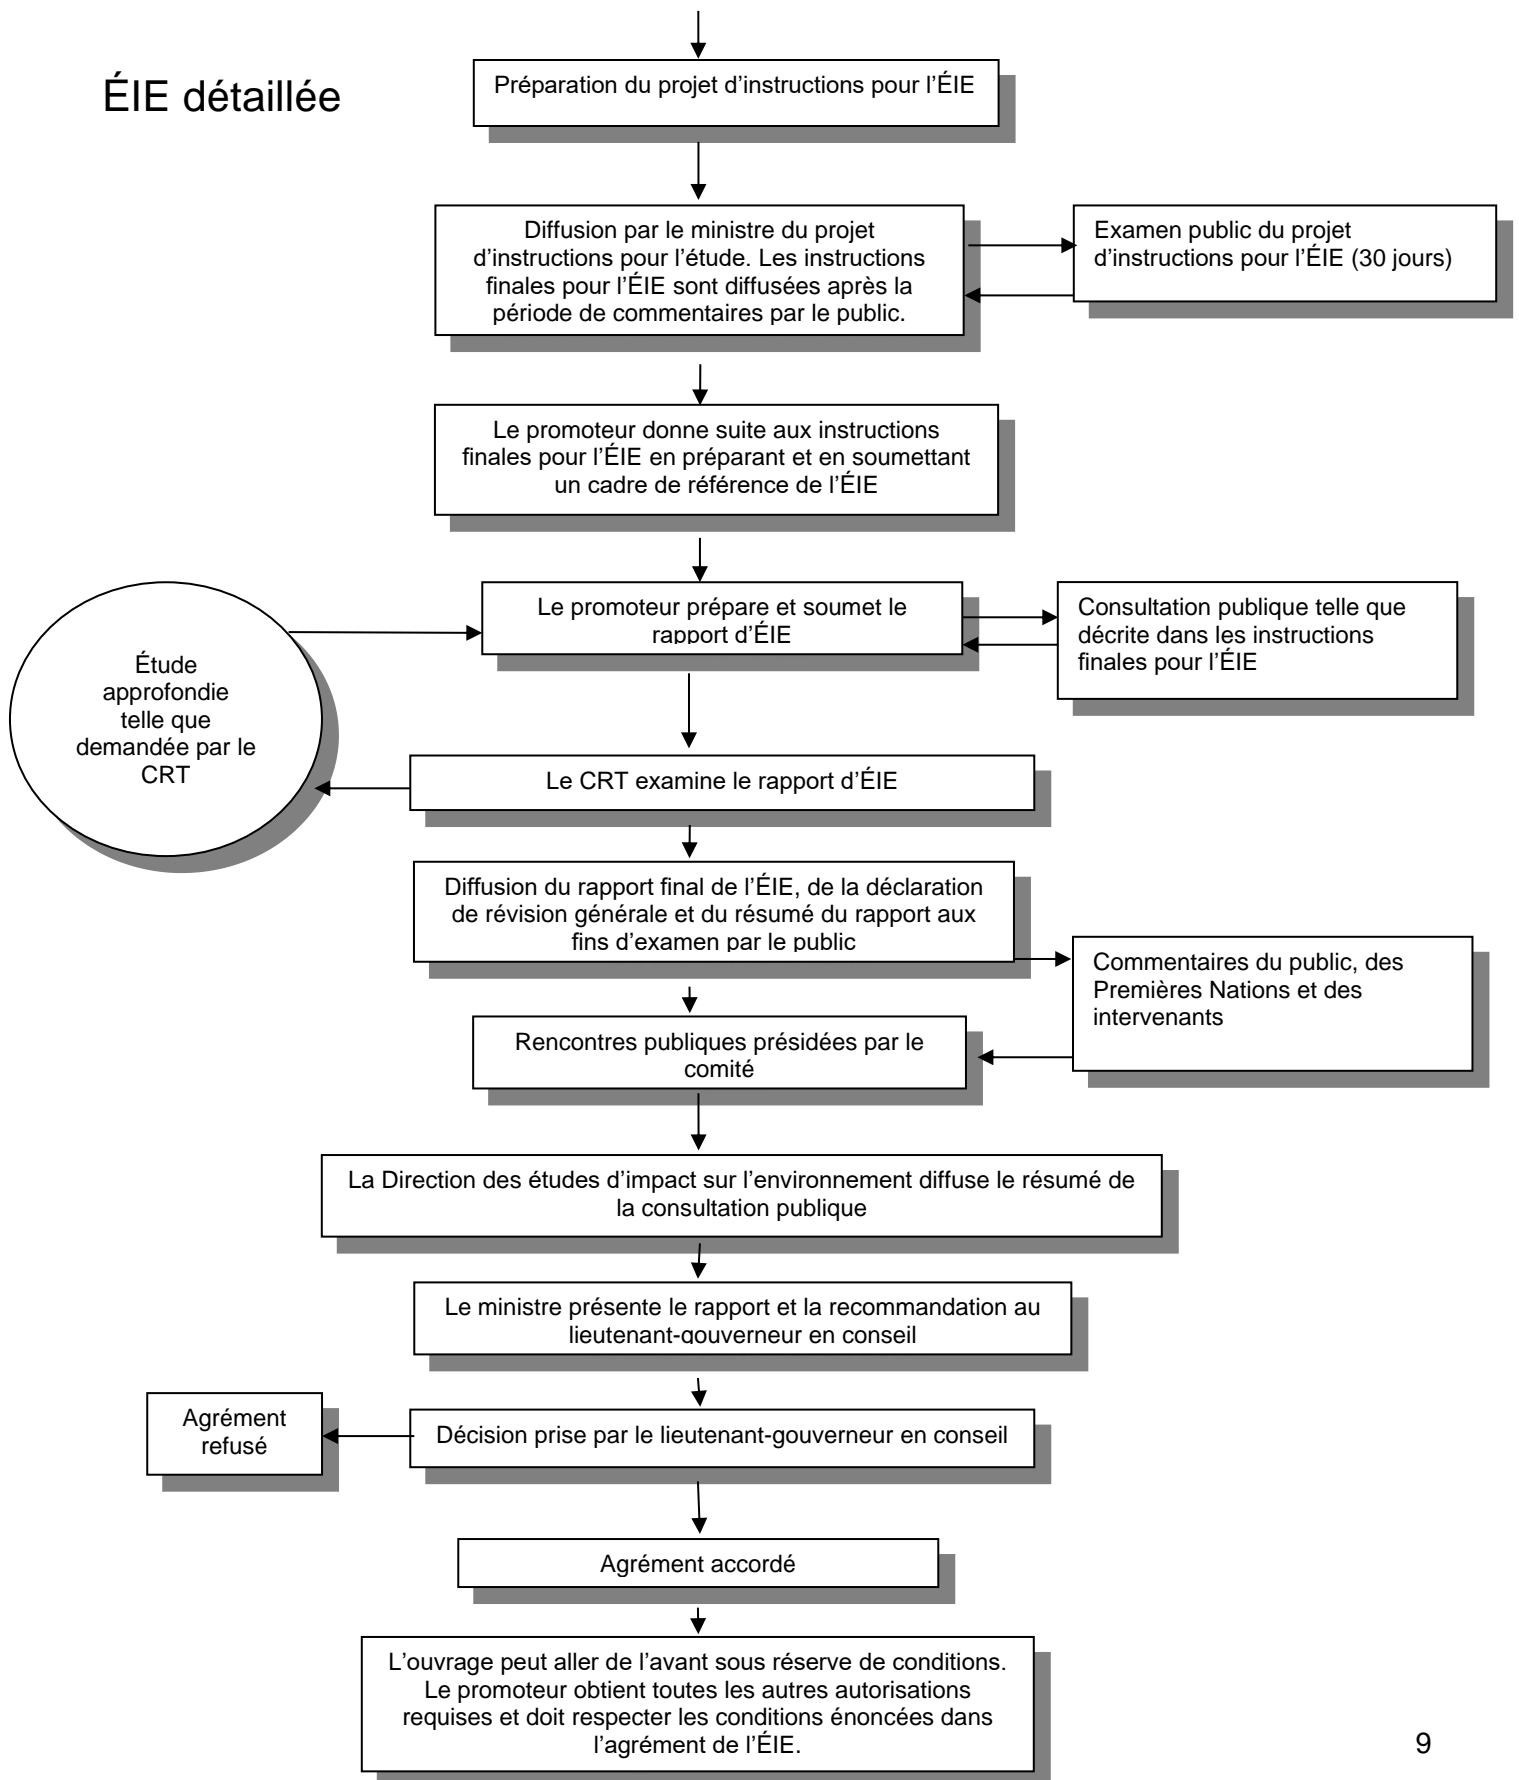 ÉIE détaillée
Préparation du projet d’instructions pour l’ÉIE
Diffusion par le ministre du projet
d’instructions pour l’étude. Les instructions
finales pour l’ÉIE sont diffusées après la
période de commentaires par le public.
Examen public du projet
d’instructions pour l’ÉIE (30 jours)
Le promoteur donne suite aux instructions
finales pour l’ÉIE en préparant et en soumettant
un cadre de référence de l’ÉIE
Le promoteur prépare et soumet le
rapport d’ÉIE
Consultation publique telle que
décrite dans les instructions
finales pour l’ÉIE
Étude
approfondie
telle que
demandée par le
CRT
Le CRT examine le rapport d’ÉIE
Diffusion du rapport final de l’ÉIE, de la déclaration
de révision générale et du résumé du rapport aux
fins d’examen par le public
Commentaires du public, des
Premières Nations et des
intervenants
Rencontres publiques présidées par le
comité
La Direction des études d’impact sur l’environnement diffuse le résumé de
la consultation publique
Le ministre présente le rapport et la recommandation au
lieutenant-gouverneur en conseil
Agrément
refusé
Décision prise par le lieutenant-gouverneur en conseil
Agrément accordé
L’ouvrage peut aller de l’avant sous réserve de conditions.
Le promoteur obtient toutes les autres autorisations
requises et doit respecter les conditions énoncées dans
l’agrément de l’ÉIE.
9